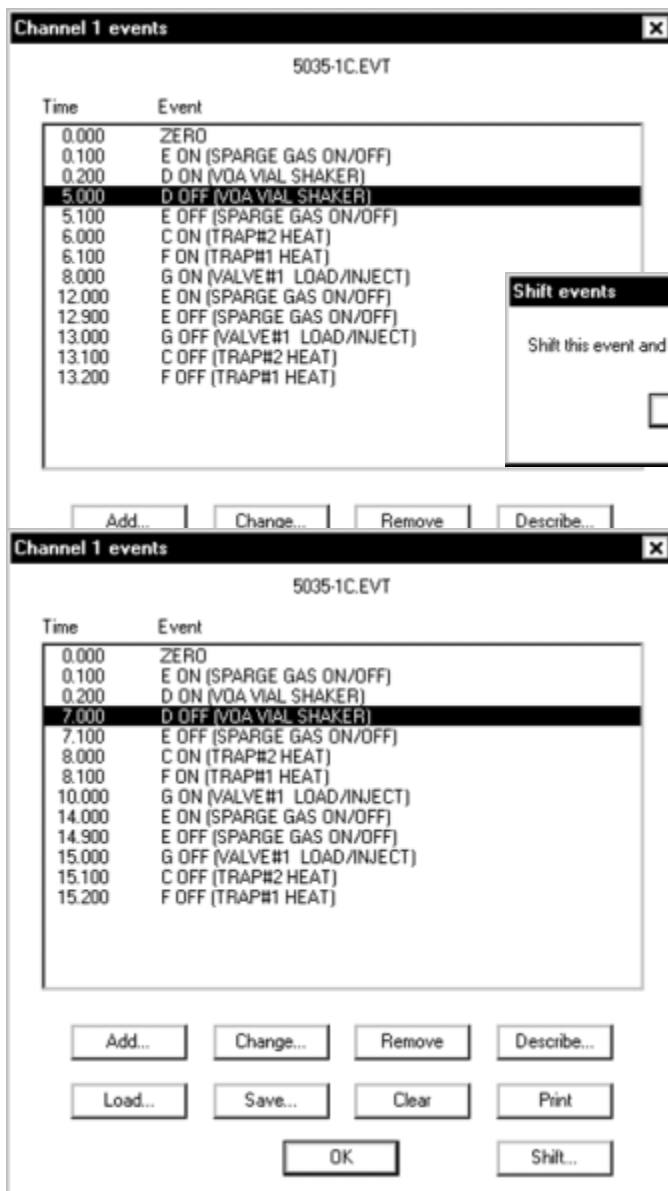 Channel 1 events
5035-1C.EVT
Time Event
0.000 ZERO
0.100 E ON (SPARGE GAS ON/OFF)
0.200 D ON (VOA VIAL SHAKER)
5.000 D OFF (VOA VIAL SHAKER)
5.100 E OFF (SPARGE GAS ON/OFF)
6.000 C ON (TRAP#2 HEAT)
6.100 F ON (TRAP#1 HEAT)
8.000 G ON (VALVE#1 LOAD/INJECT)
12.000 E ON (SPARGE GAS ON/OFF)
12.900 E OFF (SPARGE GAS ON/OFF)
13.000 G OFF (VALVE#1 LOAD/INJECT)
13.100 C OFF (TRAP#2 HEAT)
13.200 F OFF (TRAP#1 HEAT)
Shift events
Shift this event and
Add... Change... Remove Describe...
Channel 1 events
5035-1C.EVT
Time Event
0.000 ZERO
0.100 E ON (SPARGE GAS ON/OFF)
0.200 D ON (VOA VIAL SHAKER)
7.000 D OFF (VOA VIAL SHAKER)
7.100 E OFF (SPARGE GAS ON/OFF)
8.000 C ON (TRAP#2 HEAT)
8.100 F ON (TRAP#1 HEAT)
10.000 G ON (VALVE#1 LOAD/INJECT)
14.000 E ON (SPARGE GAS ON/OFF)
14.900 E OFF (SPARGE GAS ON/OFF)
15.000 G OFF (VALVE#1 LOAD/INJECT)
15.100 C OFF (TRAP#2 HEAT)
15.200 F OFF (TRAP#1 HEAT)
Add... Change... Remove Describe...
Load... Save... Clear Print
OK Shift...